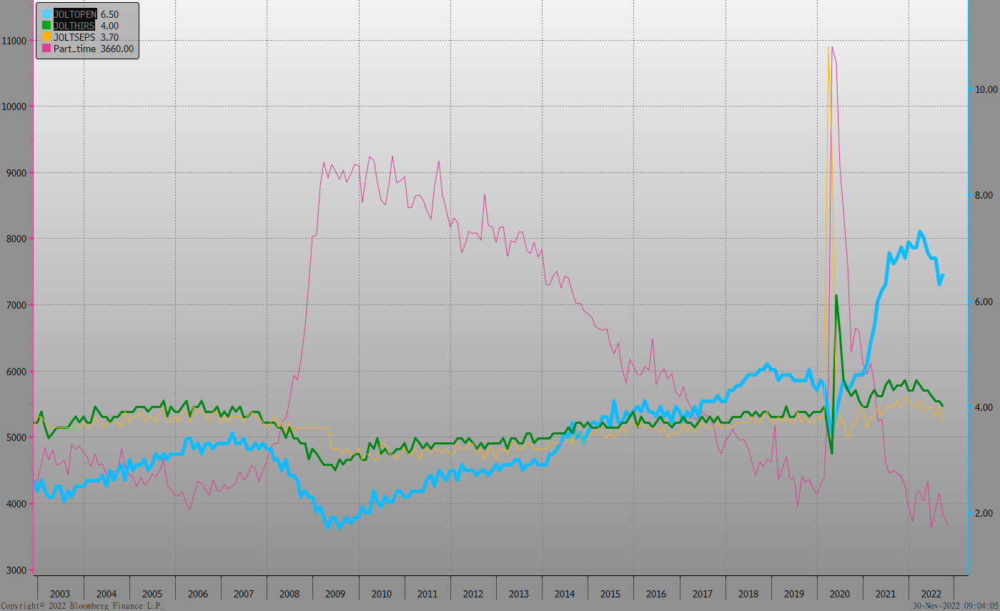 JOLTOPEN 6.50
JOLTHIRS 4.00
JOLTSEPS 3.70
Part_time 3660.00
11000
10000
9000
8000
7000
6000
5000
4000
3000
10.00
8.00
6.00
4.00
2.00
2003 2004 2005 2006 2007 2008 2009 2010 2011 2012 2013 2014 2015 2016 2017 2018 2019 2020 2021 2022
Copyright© 2022 Bloomberg Finance L.P. 30-Nov-2022 09:04:05